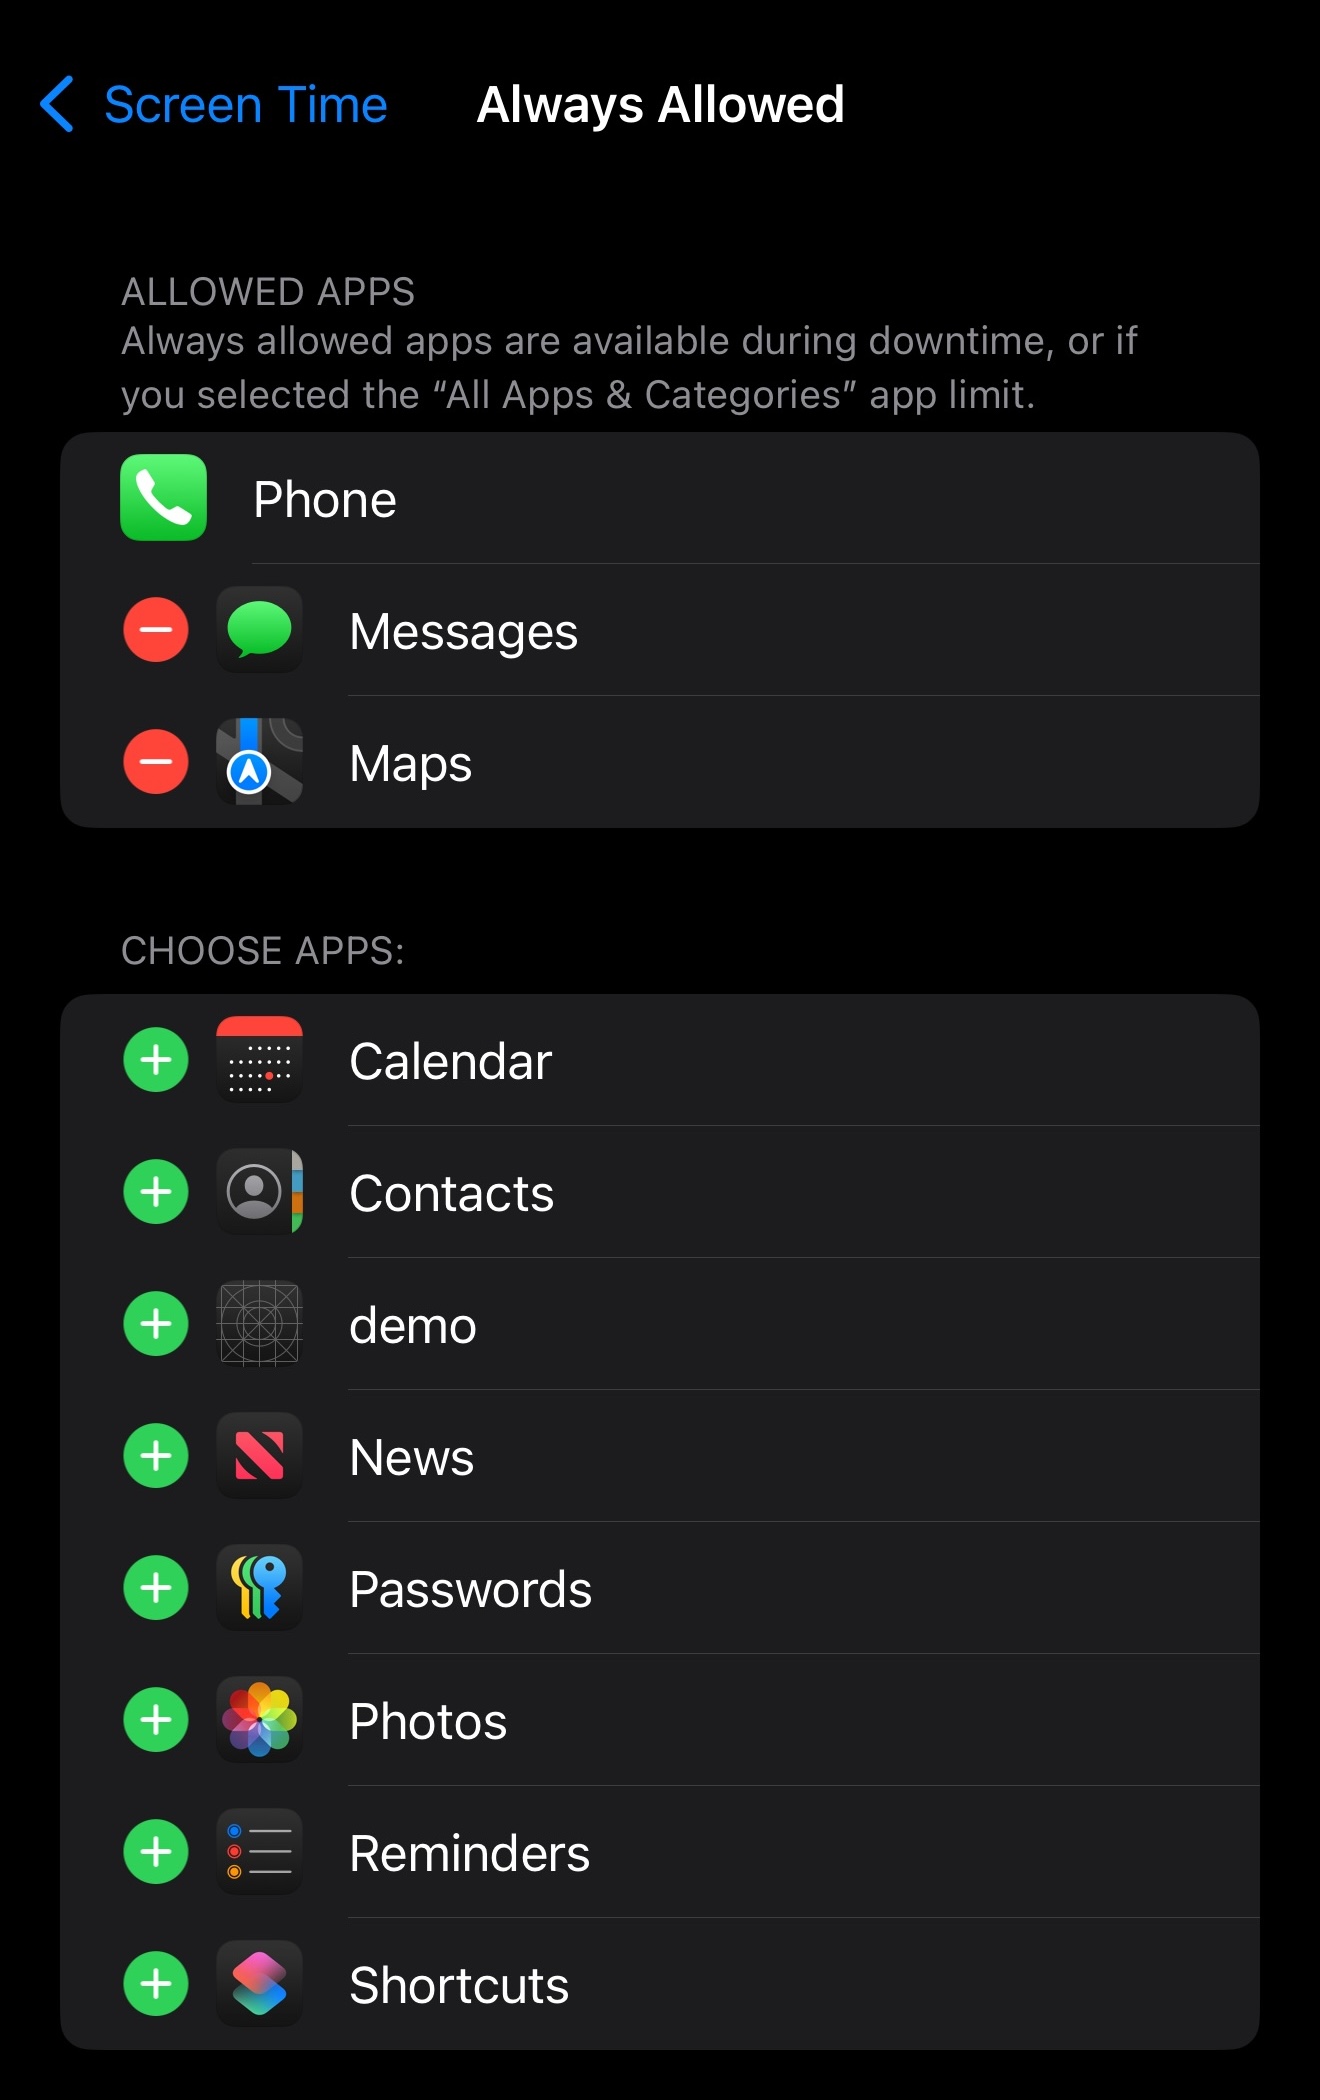 Screen Time
Always Allowed
ALLOWED APPS
Always allowed apps are available during downtime, or if
you selected the “All Apps & Categories” app limit.
Phone
Messages
Maps
CHOOSE APPS:
Calendar
Contacts
demo
News
Passwords
Photos
Reminders
Shortcuts